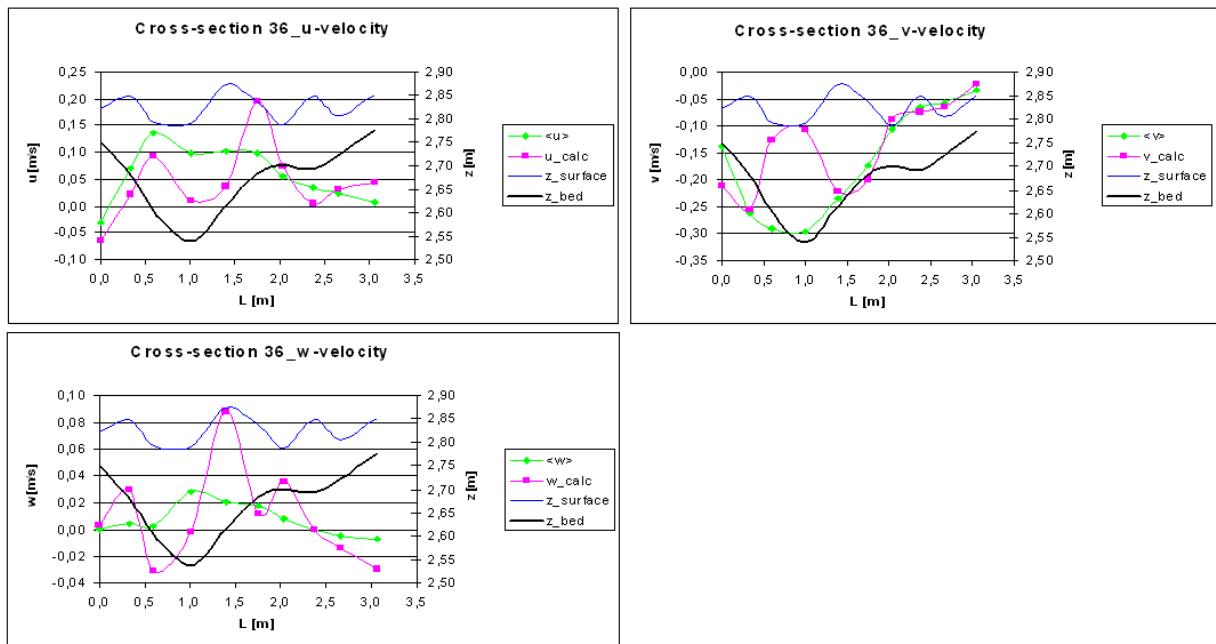 Cross-section 36_u-velocity
0,25 2,90
0,20 2,85
0,15 2,80
0,10 2,75
0,05 2,70
0,00 2,65
-0,05 2,60
-0,10 2,55
2,50
u [m/s]
z [m]
0,0 0,5 1,0 1,5 2,0 2,5 3,0 3,5
L [m]
<u>
u_calc
z_surface
z_bed
Cross-section 36_v-velocity
0,00 2,90
-0,05 2,85
-0,10 2,80
-0,15 2,75
-0,20 2,70
-0,25 2,65
-0,30 2,60
-0,35 2,55
2,50
v [m/s]
z [m]
0,0 0,5 1,0 1,5 2,0 2,5 3,0 3,5
L [m]
<v>
v_calc
z_surface
z_bed
Cross-section 36_w-velocity
0,10 2,90
0,08 2,85
0,06 2,80
0,04 2,75
0,02 2,70
0,00 2,65
-0,02 2,60
-0,04 2,55
2,50
w [m/s]
z [m]
0,0 0,5 1,0 1,5 2,0 2,5 3,0 3,5
L [m]
<w>
w_calc
z_surface
z_bed